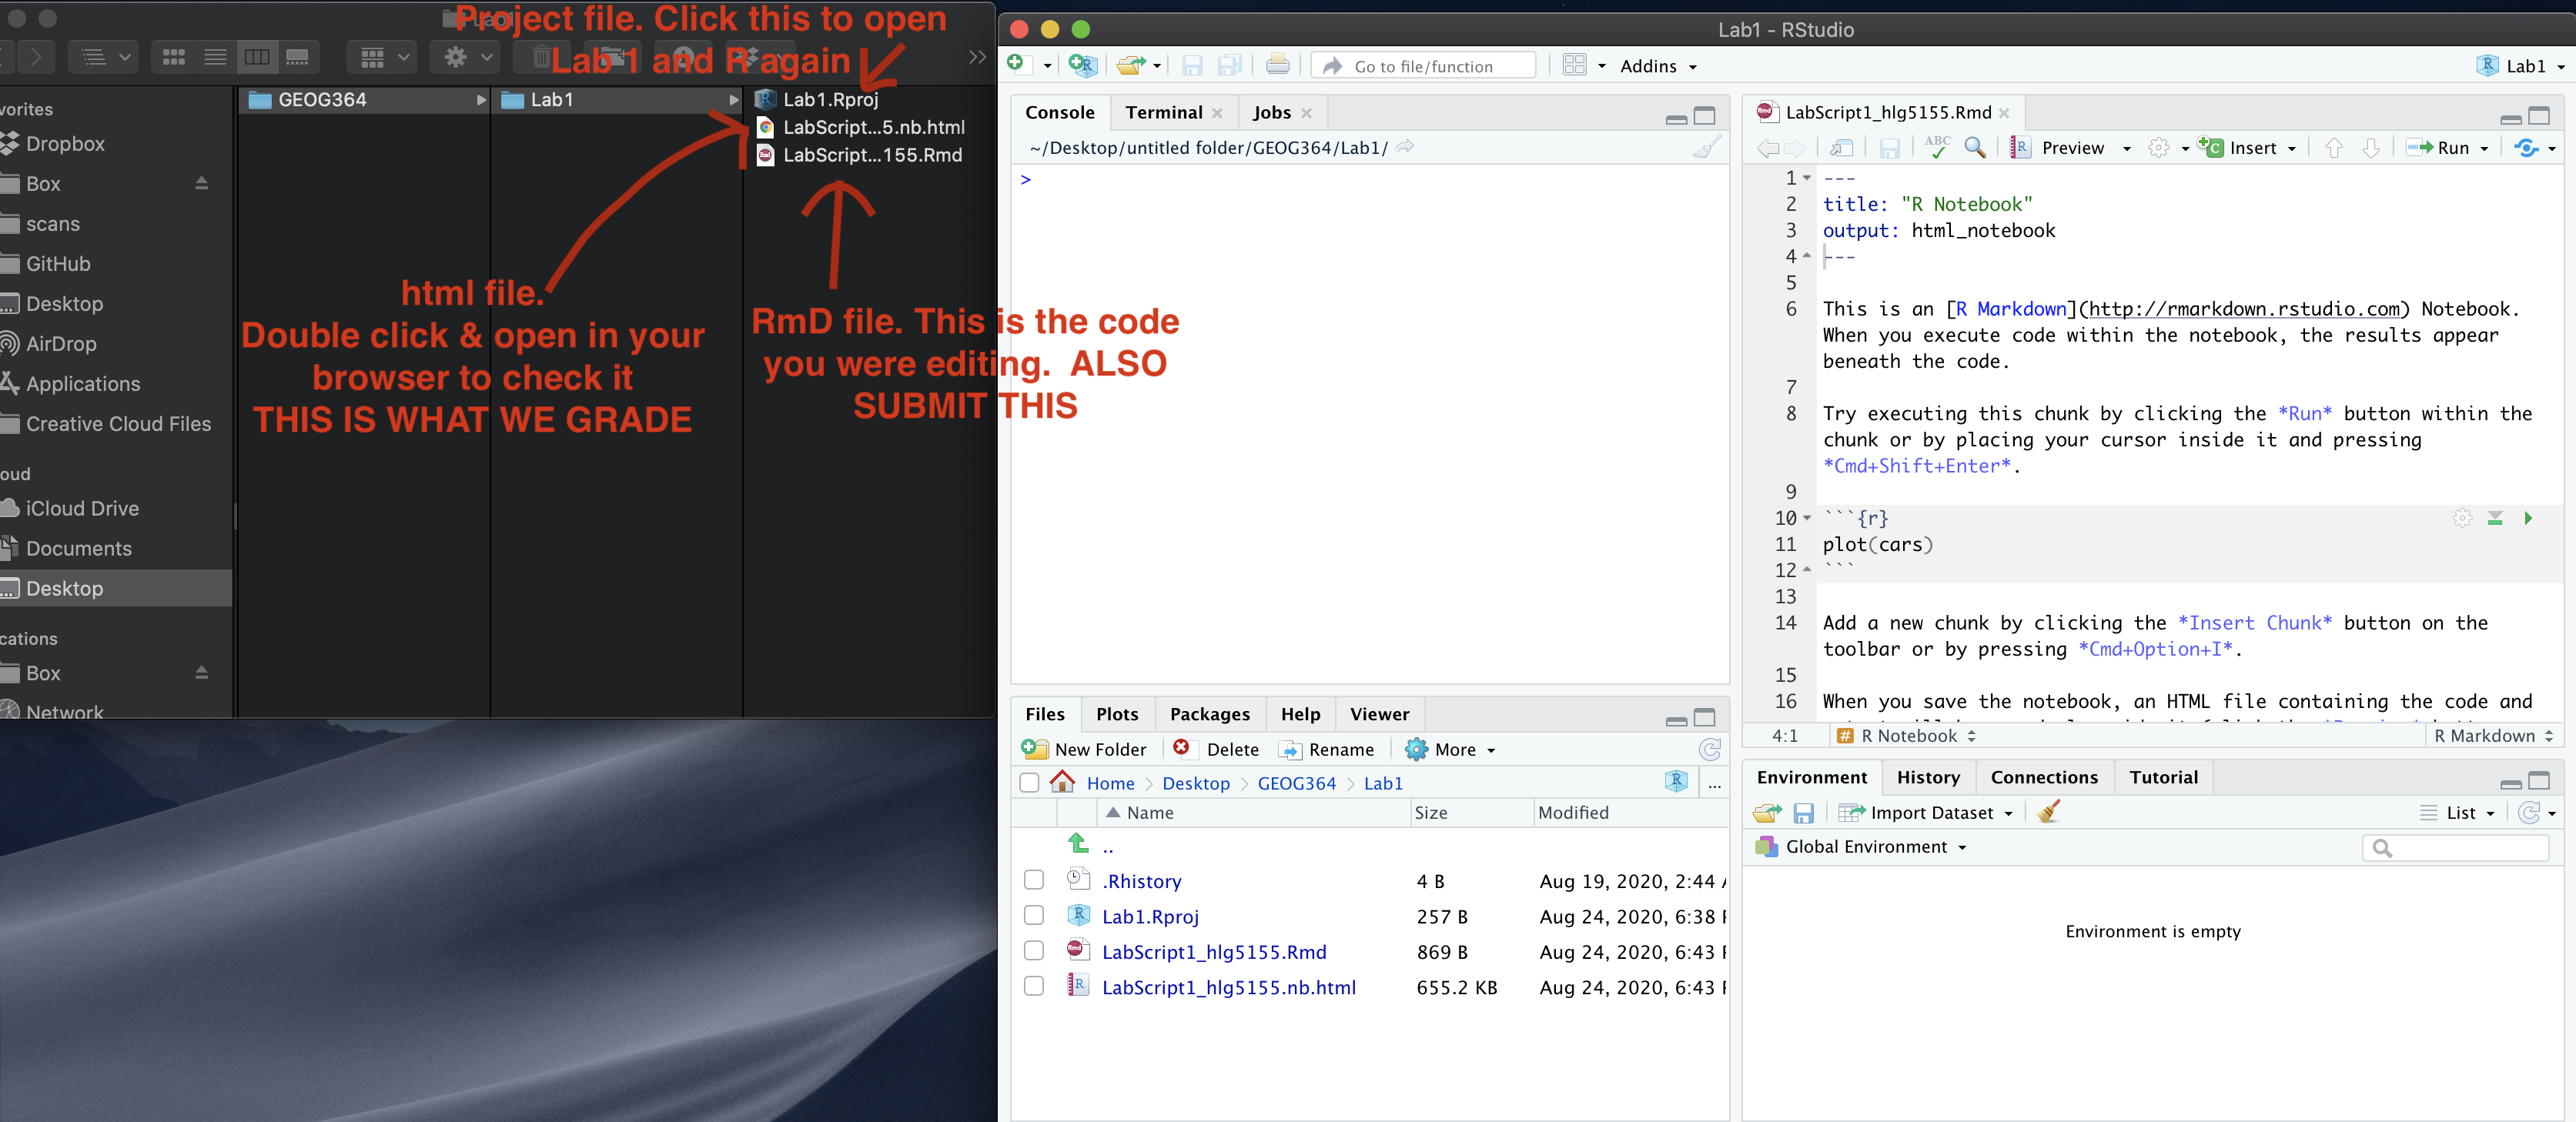 Project file. Click this to open
Lab 1 and R again
vorites
Dropbox
Box
scans
GitHub
Desktop
AirDrop
Applications
Creative Cloud Files
oud
iCloud Drive
Documents
Desktop
cations
Box
Network
GEOG364
Lab1
Lab1.Rproj
LabScript...5.nb.html
LabScript...155.Rmd
html file.
Double click & open in your
browser to check it
THIS IS WHAT WE GRADE
RmD file. This is the code
you were editing.  ALSO
SUBMIT THIS
Lab1 - RStudio
Go to file/function
Addins
Lab1
Console
Terminal
Jobs
~/Desktop/untitled folder/GEOG364/Lab1/
>
Files
Plots
Packages
Help
Viewer
New Folder
Delete
Rename
More
Home
Desktop
GEOG364
Lab1
...
Name
Size
Modified
..
.Rhistory 4 B Aug 19, 2020, 2:44
Lab1.Rproj 257 B Aug 24, 2020, 6:38
LabScript1_hlg5155.Rmd 869 B Aug 24, 2020, 6:43
LabScript1_hlg5155.nb.html 655.2 KB Aug 24, 2020, 6:43
LabScript1_hlg5155.Rmd
ABC
Preview
Insert
Run
1 ---
2 title: "R Notebook"
3 output: html_notebook
4 ---
5
6 This is an [R Markdown](http://rmarkdown.rstudio.com) Notebook.
When you execute code within the notebook, the results appear
beneath the code.
7
8 Try executing this chunk by clicking the *Run* button within the
chunk or by placing your cursor inside it and pressing
*Cmd+Shift+Enter*.
9
10 ```{r}
11 plot(cars)
12 ```
13
14 Add a new chunk by clicking the *Insert Chunk* button on the
toolbar or by pressing *Cmd+Option+I*.
15
16 When you save the notebook, an HTML file containing the code and
4:1
R Notebook
R Markdown
Environment
History
Connections
Tutorial
Import Dataset
List
Global Environment
Environment is empty